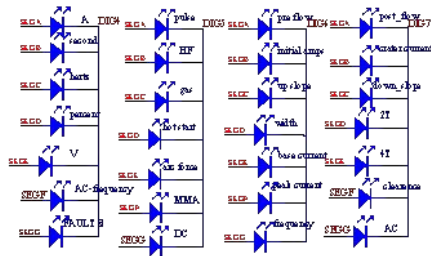 A DIG4
SEGA
second
SEGB
herts
SEGC
percent
SEGD
V
SEGE
AC-frequency
SEGF
FAULT
SEGG
pulse DIG5
SEGA
HF
SEGB
gas
SEGC
hotstart
SEGD
arc force
SEGE
MMA
SEGF
DC
SEGG
pre flow DIG6
SEGA
initial amps
SEGB
up slope
SEGC
width
SEGD
base current
SEGE
peak current
SEGF
frequency
SEGG
post_flow DIG7
SEGA
crater current
SEGB
down_slope
SEGC
2T
SEGD
4T
SEGE
clearance
SEGF
AC
SEGG